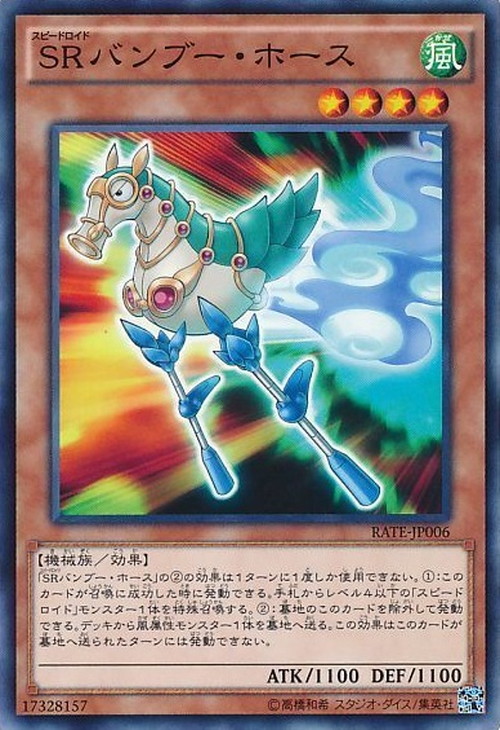 スピードロイド
SRバンブー・ホース
風
RATE-JP006
【機械族/効果】
「SRバンブー・ホース」の②の効果は1ターンに1度しか使用できない。①:この
カードが召喚に成功した時に発動できる。手札からレベル4以下の「スピード
ロイド」モンスター1体を特殊召喚する。②:墓地のこのカードを除外して発動
できる。デッキから風属性モンスター1体を墓地へ送る。この効果はこのカードが
墓地へ送られたターンには発動できない。
ATK/1100 DEF/1100
17328157
©高橋和希 スタジオ・ダイス/集英社